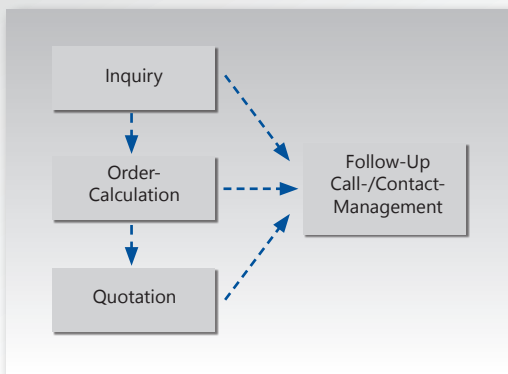 Inquiry
Order-
Calculation
Quotation
Follow-Up
Call-/Contact-
Management